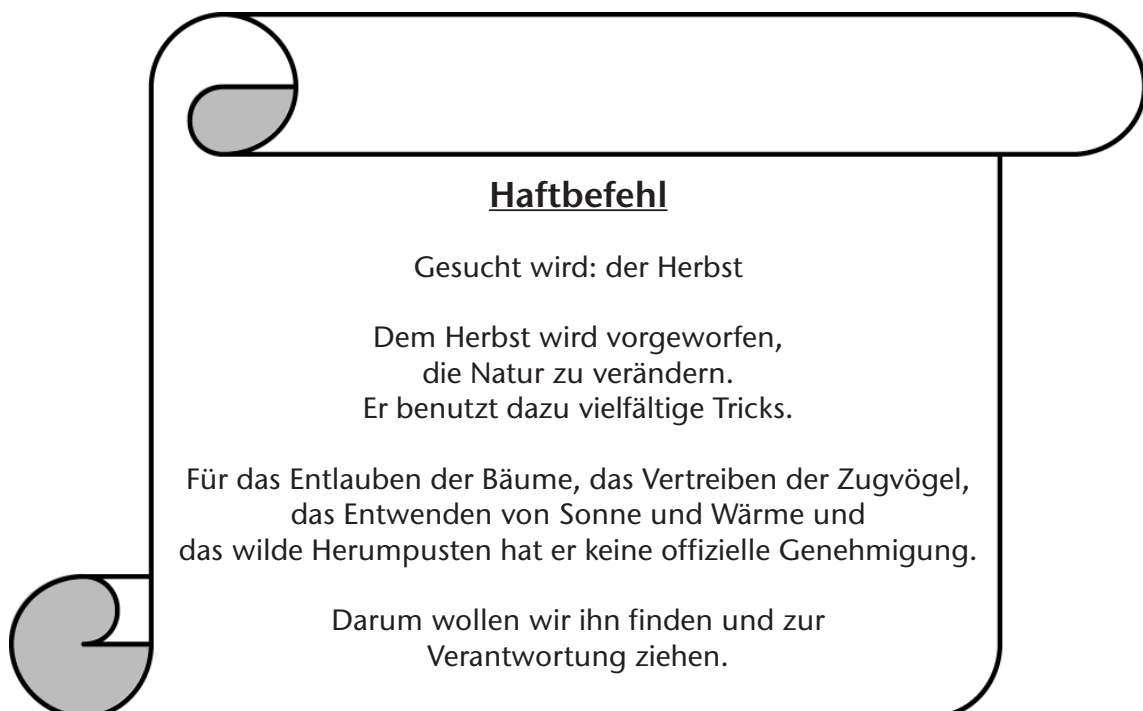 Haftbefehl
Gesucht wird: der Herbst
Dem Herbst wird vorgeworfen,
die Natur zu verändern.
Er benutzt dazu vielfältige Tricks.
Für das Entlauben der Bäume, das Vertreiben der Zugvögel,
das Entwenden von Sonne und Wärme und
das wilde Herumpusten hat er keine offizielle Genehmigung.
Darum wollen wir ihn finden und zur
Verantwortung ziehen.